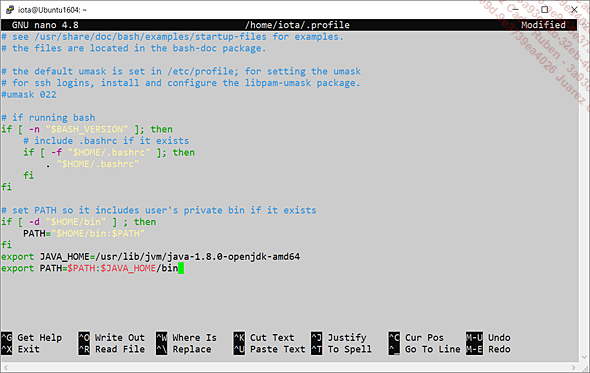 iota@Ubuntu1604: ~
GNU nano 4.8 /home/iota/.profile Modified
# see /usr/share/doc/bash/examples/startup-files for examples.
# the files are located in the bash-doc package.
# the default umask is set in /etc/profile; for setting the umask
# for ssh logins, install and configure the libpam-umask package.
#umask 022
# if running bash
if [ -n "$BASH_VERSION" ]; then
# include .bashrc if it exists
if [ -f "$HOME/.bashrc" ]; then
. "$HOME/.bashrc"
fi
fi
# set PATH so it includes user's private bin if it exists
if [ -d "$HOME/bin" ] ; then
PATH="$HOME/bin:$PATH"
fi
export JAVA_HOME=/usr/lib/jvm/java-1.8.0-openjdk-amd64
export PATH=$PATH:$JAVA_HOME/bin
^G Get Help ^O Write Out ^W Where Is ^K Cut Text ^J Justify ^C Cur Pos M-U Undo
^X Exit ^R Read File ^\ Replace ^U Paste Text ^T To Spell ^_ Go To Line M-E Redo